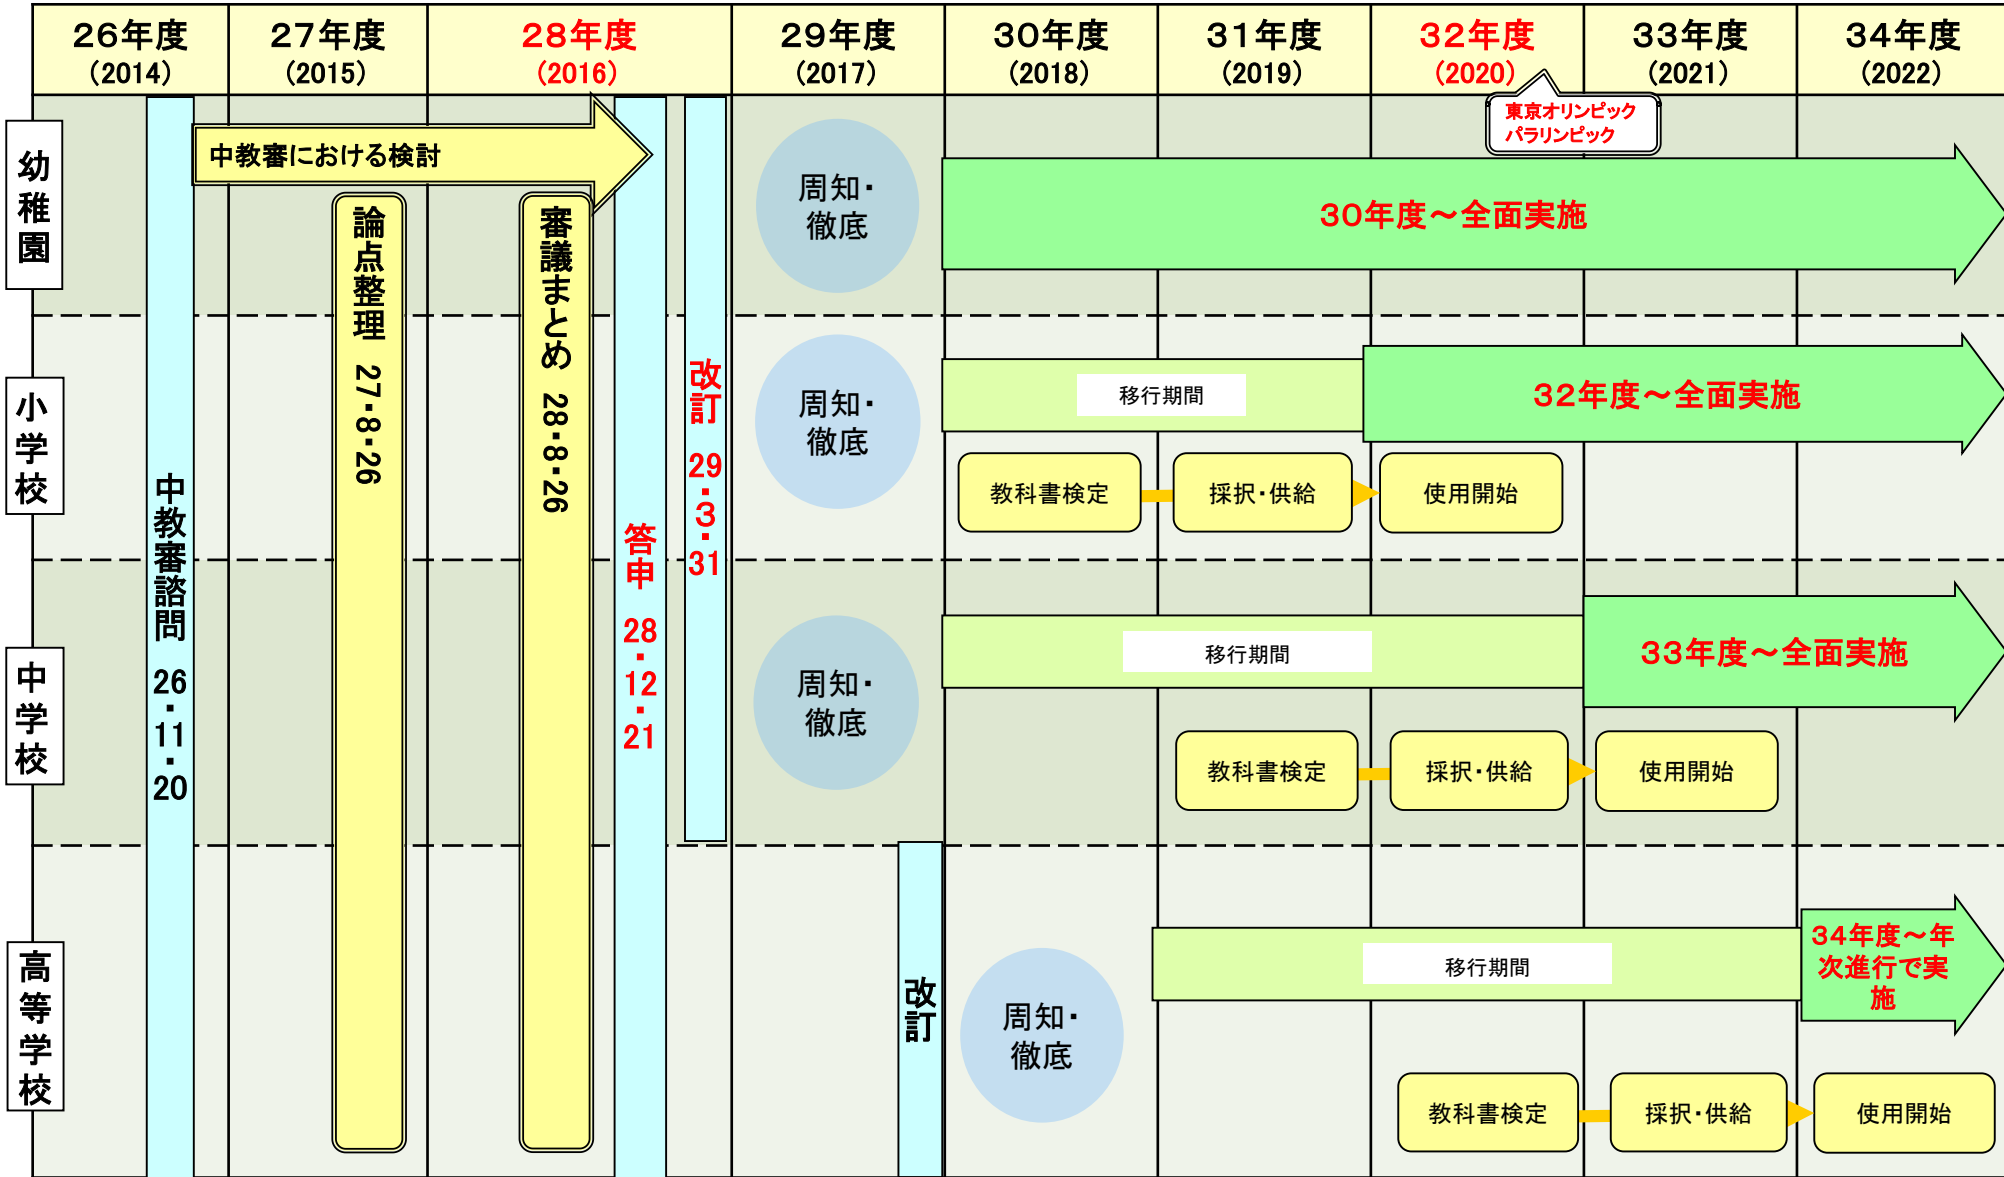 26年度
（2014）
27年度
（2015）
28年度
（2016）
29年度
（2017）
30年度
（2018）
31年度
（2019）
32年度
（2020）
33年度
（2021）
34年度
（2022）
東京オリンピック
パラリンピック
中教審諮問　26・11・20
中教審における検討
論点整理　27・8・26
審議まとめ　28・8・26
答申　28・12・21
改訂　29・3・31
幼稚園
周知・
徹底
30年度～全面実施
小学校
周知・
徹底
移行期間
32年度～全面実施
教科書検定
採択・供給
使用開始
中学校
周知・
徹底
移行期間
33年度～全面実施
教科書検定
採択・供給
使用開始
高等学校
改訂
周知・
徹底
移行期間
34年度～年
次進行で実
施
教科書検定
採択・供給
使用開始